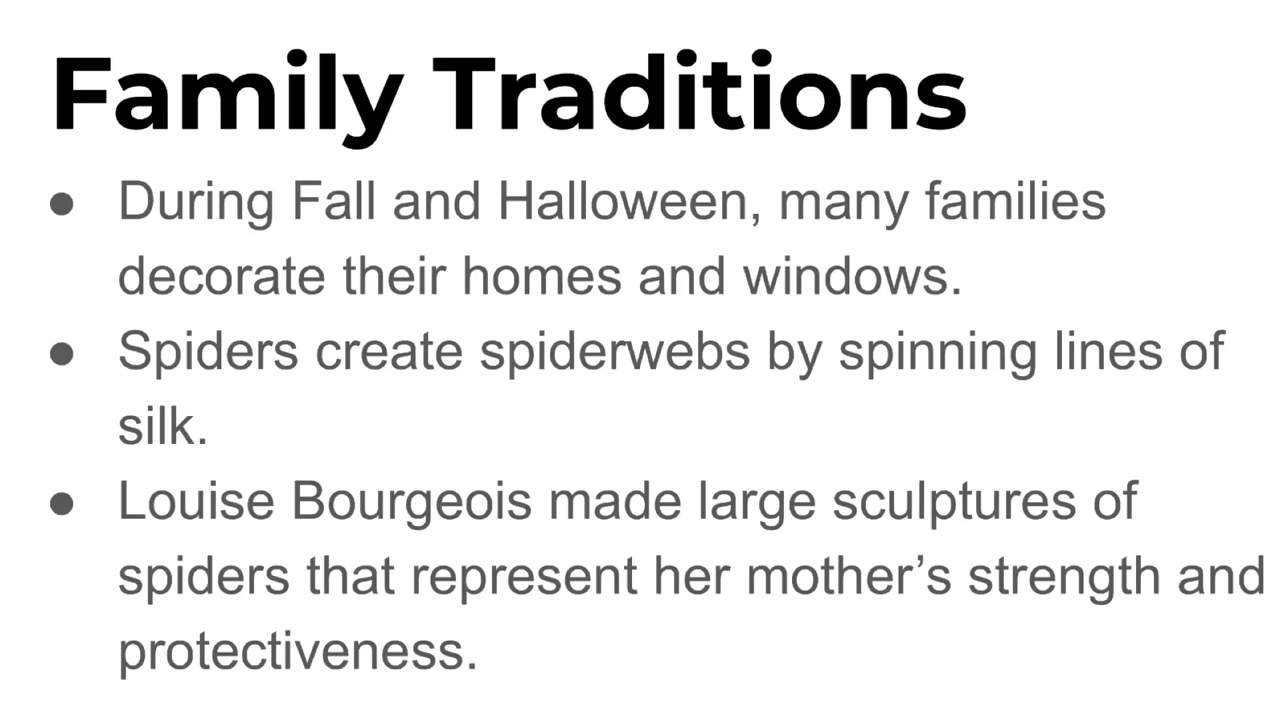 Family Traditions
● During Fall and Halloween, many families
decorate their homes and windows.
● Spiders create spiderwebs by spinning lines of
silk.
● Louise Bourgeois made large sculptures of
spiders that represent her mother’s strength and
protectiveness.